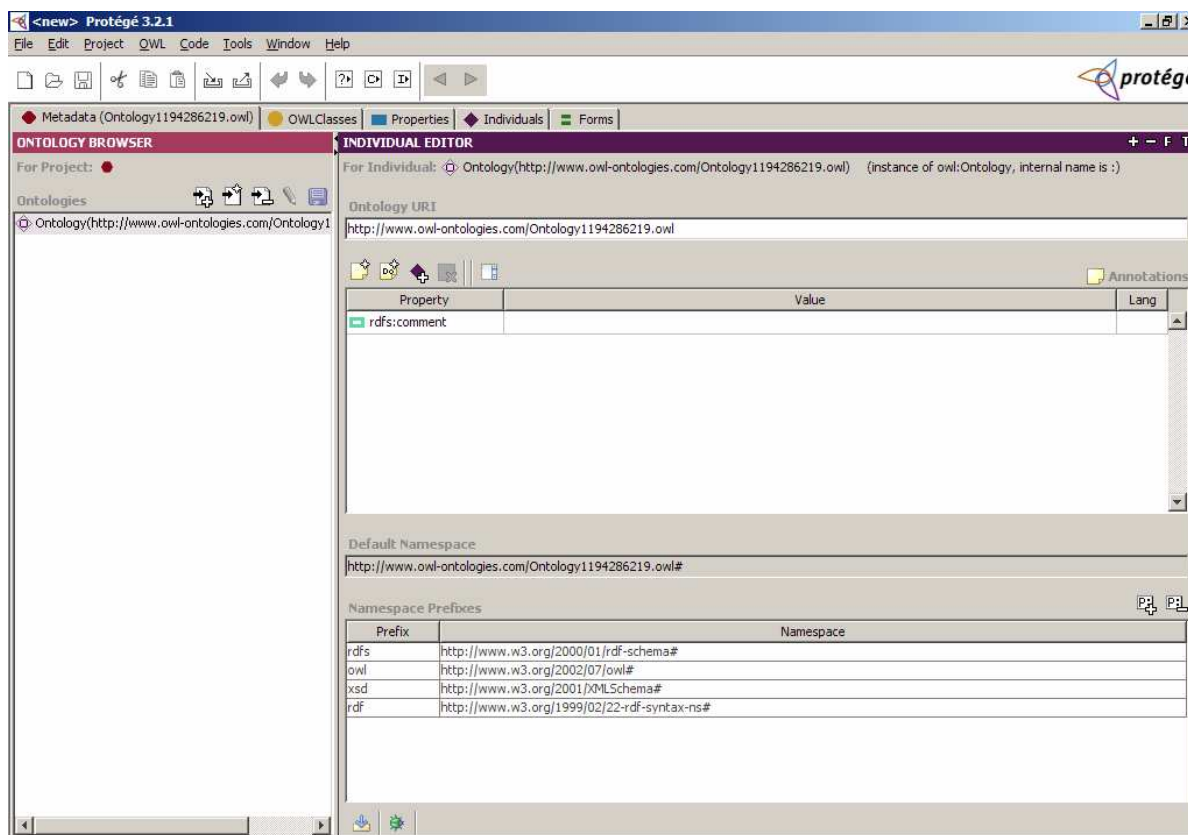 <new> Protégé 3.2.1
File Edit Project OWL Code Tools Window Help
protégé
Metadata (Ontology1194286219.owl) OWLClasses Properties Individuals Forms
ONTOLOGY BROWSER
For Project:
Ontologies
Ontology(http://www.owl-ontologies.com/Ontology1
INDIVIDUAL EDITOR
+ − F T
For Individual: Ontology(http://www.owl-ontologies.com/Ontology1194286219.owl) (instance of owl:Ontology, internal name is :)
Ontology URI
http://www.owl-ontologies.com/Ontology1194286219.owl
Annotations
Property Value Lang
rdfs:comment
Default Namespace
http://www.owl-ontologies.com/Ontology1194286219.owl#
Namespace Prefixes
Prefix Namespace
rdfs http://www.w3.org/2000/01/rdf-schema#
owl http://www.w3.org/2002/07/owl#
xsd http://www.w3.org/2001/XMLSchema#
rdf http://www.w3.org/1999/02/22-rdf-syntax-ns#